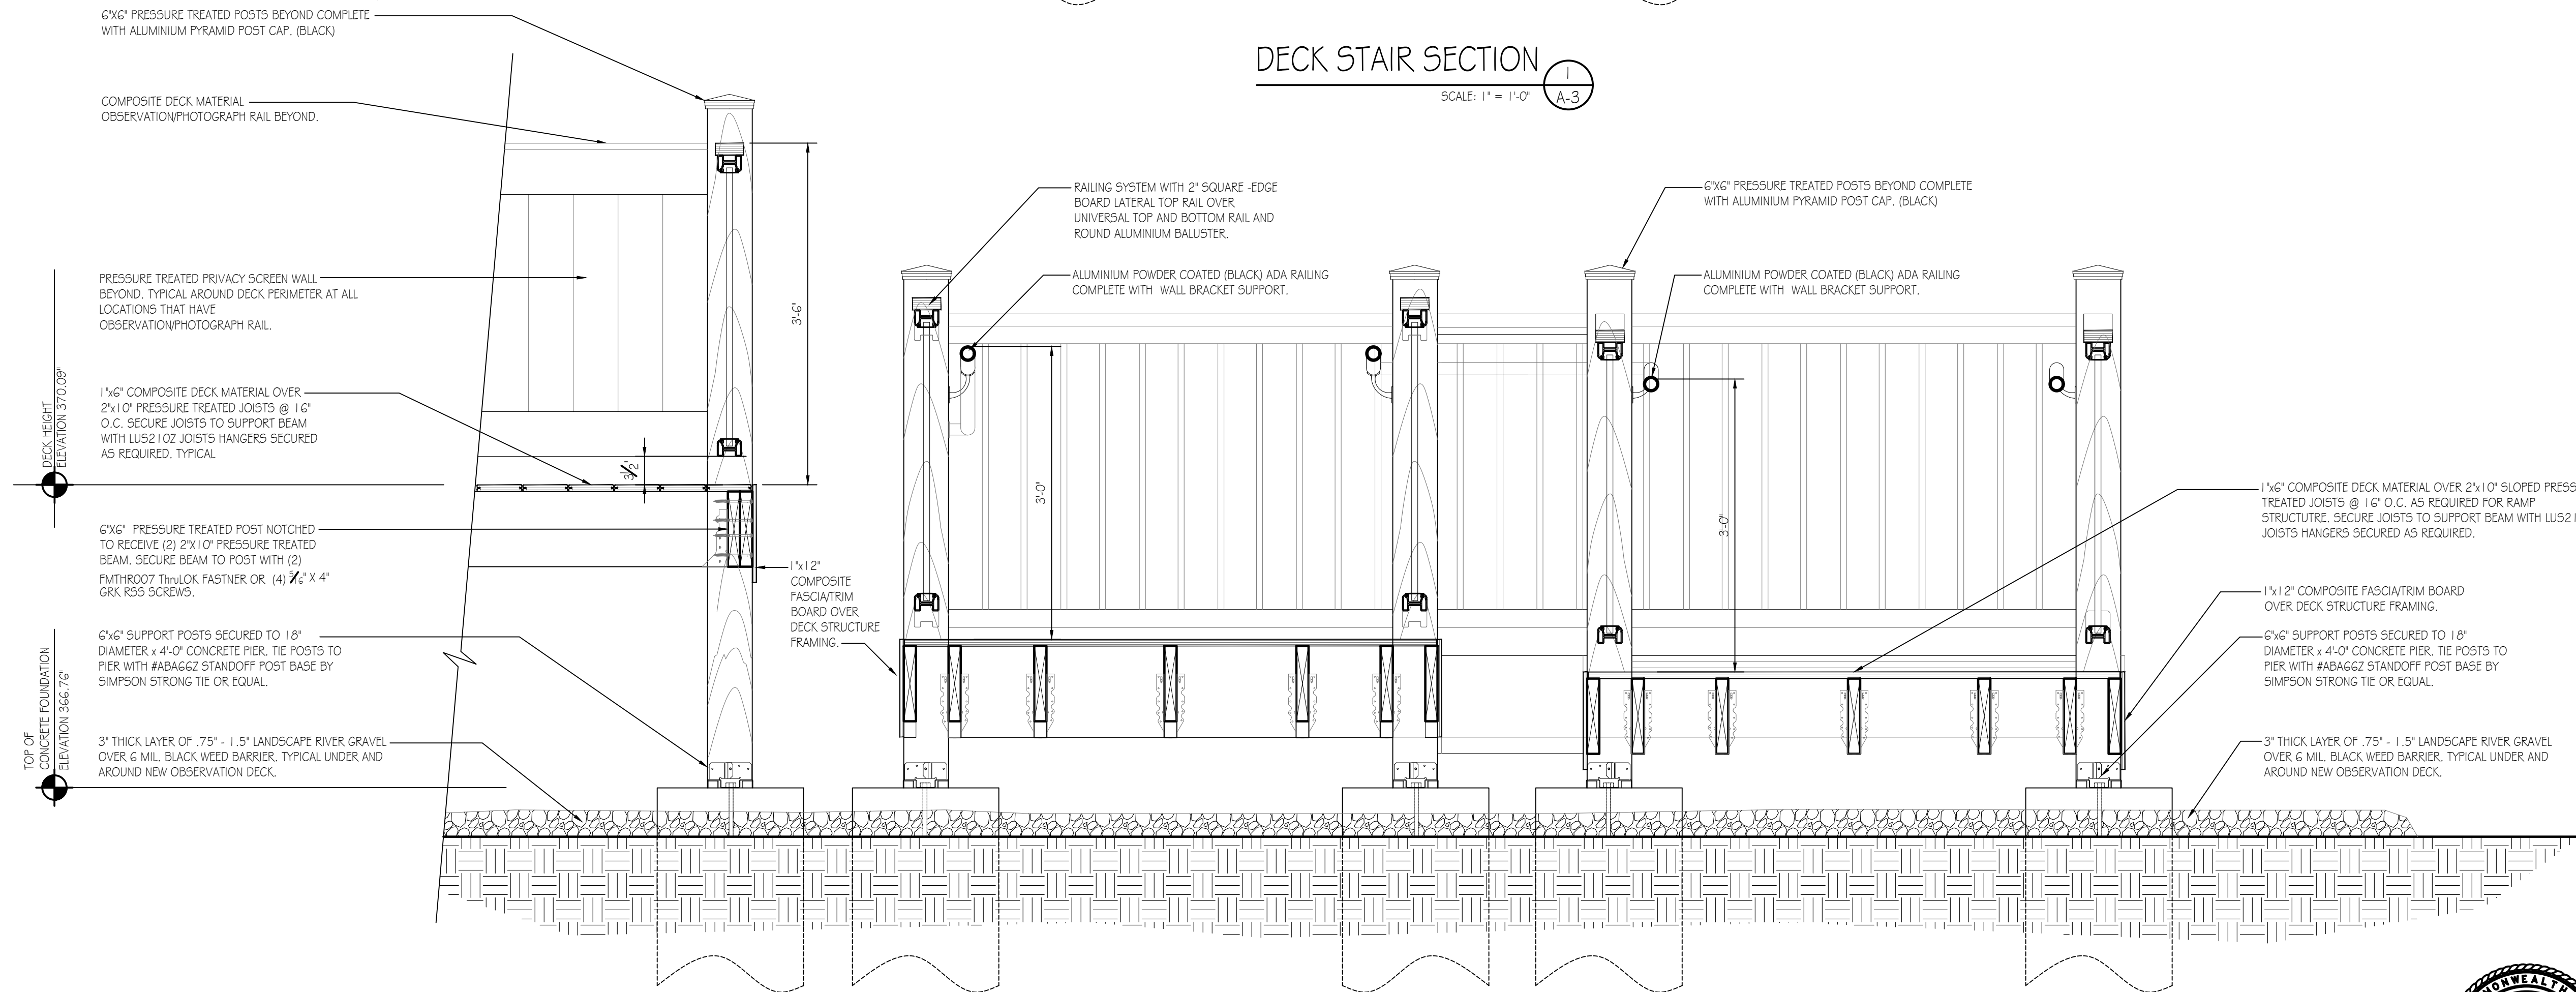 6"X6" PRESSURE TREATED POSTS BEYOND COMPLETE
WITH ALUMINIUM PYRAMID POST CAP. (BLACK)
DECK STAIR SECTION
SCALE: 1" = 1'-0"
1
A-3
COMPOSITE DECK MATERIAL
OBSERVATION/PHOTOGRAPH RAIL BEYOND.
RAILING SYSTEM WITH 2" SQUARE -EDGE
BOARD LATERAL TOP RAIL OVER
UNIVERSAL TOP AND BOTTOM RAIL AND
ROUND ALUMINIUM BALUSTER.
6"X6" PRESSURE TREATED POSTS BEYOND COMPLETE
WITH ALUMINIUM PYRAMID POST CAP. (BLACK)
PRESSURE TREATED PRIVACY SCREEN WALL
BEYOND, TYPICAL AROUND DECK PERIMETER AT ALL
LOCATIONS THAT HAVE
OBSERVATION/PHOTOGRAPH RAIL.
ALUMINIUM POWDER COATED (BLACK) ADA RAILING
COMPLETE WITH WALL BRACKET SUPPORT.
ALUMINIUM POWDER COATED (BLACK) ADA RAILING
COMPLETE WITH WALL BRACKET SUPPORT.
3'-6"
DECK HEIGHT
ELEVATION 370.09"
1"x6" COMPOSITE DECK MATERIAL OVER
2"x10" PRESSURE TREATED JOISTS @ 16"
O.C. SECURE JOISTS TO SUPPORT BEAM
WITH LUS210Z JOISTS HANGERS SECURED
AS REQUIRED. TYPICAL
3 1/2"
3'-0"
3'-0"
1"x6" COMPOSITE DECK MATERIAL OVER 2"x10" SLOPED PRESS
TREATED JOISTS @ 16" O.C. AS REQUIRED FOR RAMP
STRUCTUTRE. SECURE JOISTS TO SUPPORT BEAM WITH LUS21
JOISTS HANGERS SECURED AS REQUIRED.
6"X6" PRESSURE TREATED POST NOTCHED
TO RECEIVE (2) 2"X10" PRESSURE TREATED
BEAM. SECURE BEAM TO POST WITH (2)
FMTHR007 ThruLOK FASTNER OR (4) 5/16" X 4"
GRK RSS SCREWS.
1"x12"
COMPOSITE
FASCIA/TRIM
BOARD OVER
DECK STRUCTURE
FRAMING.
1"x12" COMPOSITE FASCIA/TRIM BOARD
OVER DECK STRUCTURE FRAMING.
TOP OF
CONCRETE FOUNDATION
ELEVATION 366.76"
6"x6" SUPPORT POSTS SECURED TO 18"
DIAMETER x 4'-0" CONCRETE PIER. TIE POSTS TO
PIER WITH #ABA66Z STANDOFF POST BASE BY
SIMPSON STRONG TIE OR EQUAL.
6"x6" SUPPORT POSTS SECURED TO 18"
DIAMETER x 4'-0" CONCRETE PIER. TIE POSTS TO
PIER WITH #ABA66Z STANDOFF POST BASE BY
SIMPSON STRONG TIE OR EQUAL.
3" THICK LAYER OF .75" - 1.5" LANDSCAPE RIVER GRAVEL
OVER 6 MIL. BLACK WEED BARRIER. TYPICAL UNDER AND
AROUND NEW OBSERVATION DECK.
3" THICK LAYER OF .75" - 1.5" LANDSCAPE RIVER GRAVEL
OVER 6 MIL. BLACK WEED BARRIER. TYPICAL UNDER AND
AROUND NEW OBSERVATION DECK.
MONWEALTH